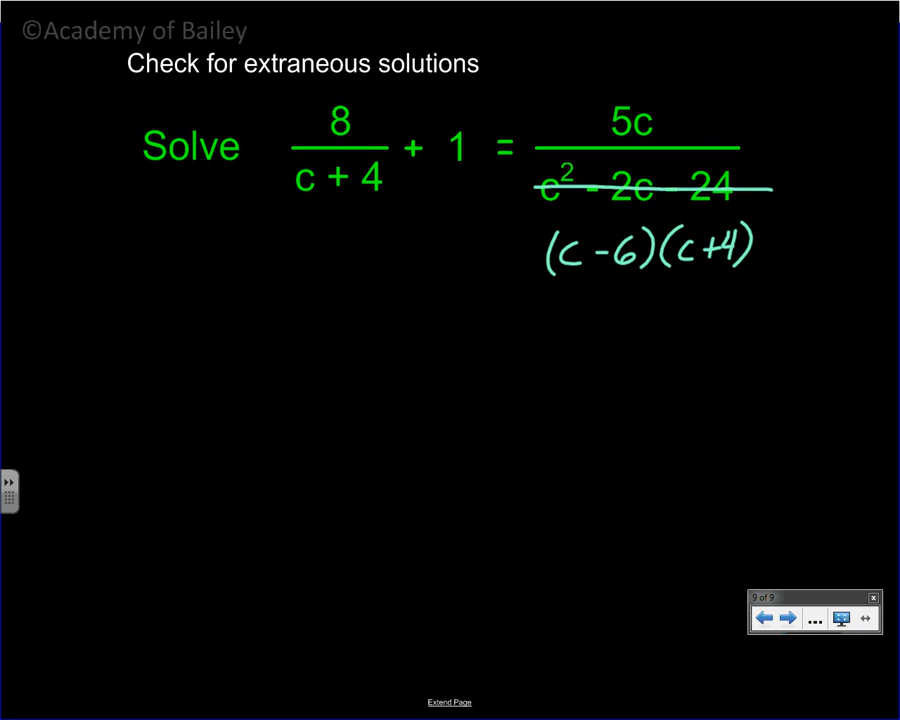 ©Academy of Bailey
Check for extraneous solutions
Solve 8/(c + 4) + 1 = 5c/(c² - 2c - 24)
(c - 6)(c + 4)
9 of 9 x
...
Extend Page